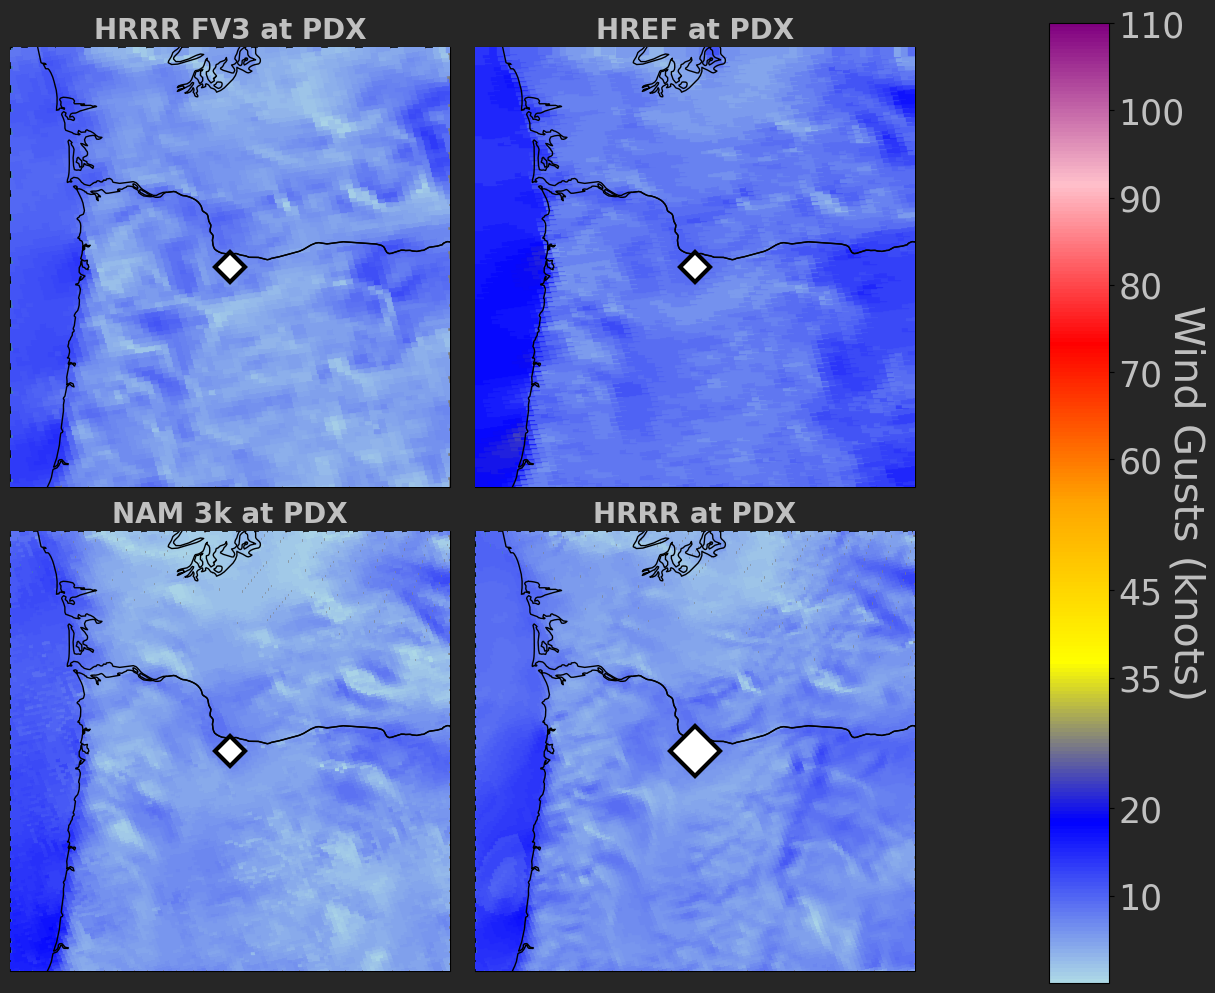 HRRR FV3 at PDX
HREF at PDX
NAM 3k at PDX
HRRR at PDX
110
100
90
80
70
60
45
35
20
10
Wind Gusts (knots)